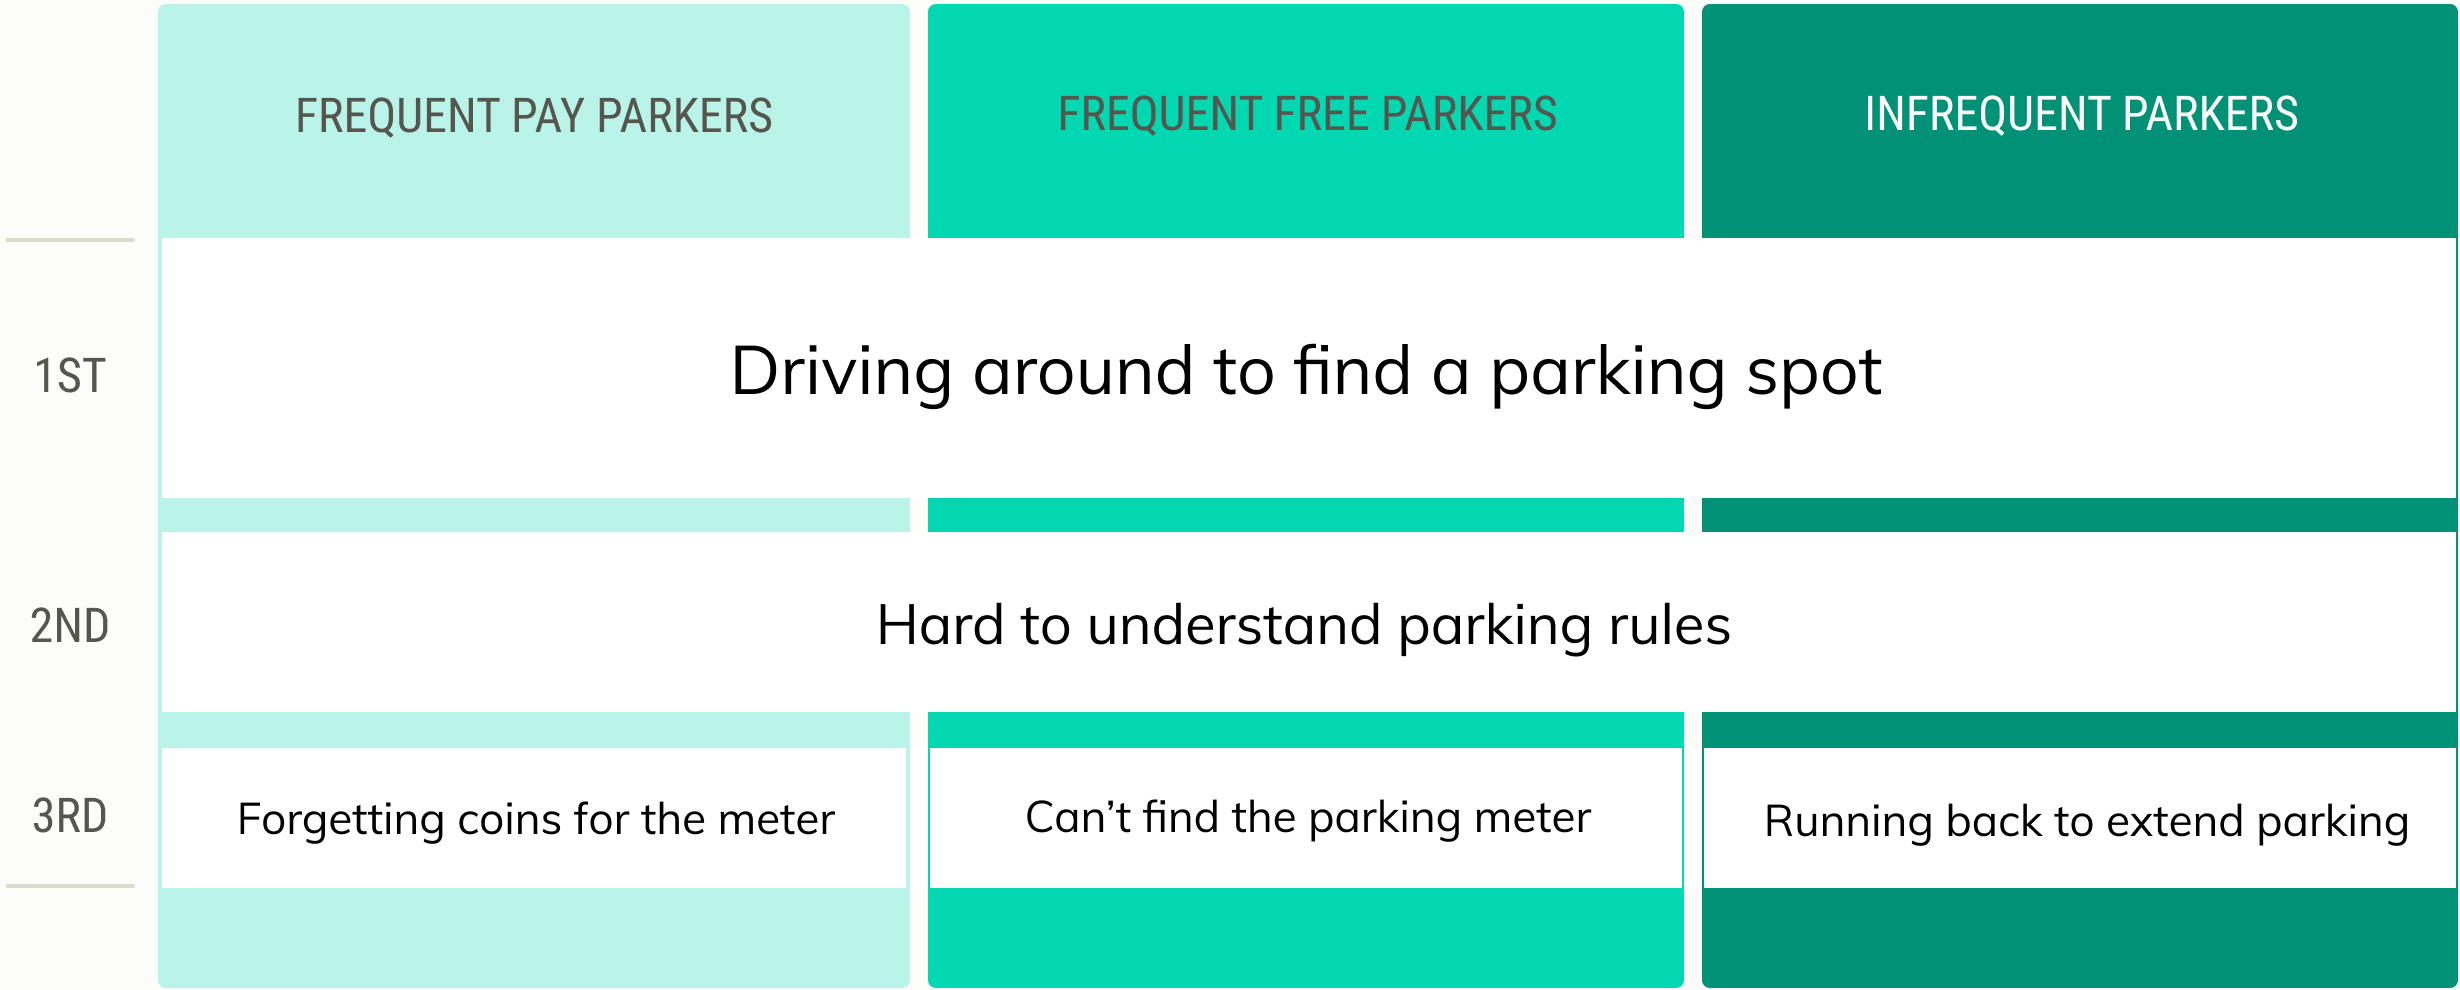 FREQUENT PAY PARKERS
FREQUENT FREE PARKERS
INFREQUENT PARKERS
1ST
Driving around to find a parking spot
2ND
Hard to understand parking rules
3RD
Forgetting coins for the meter
Can’t find the parking meter
Running back to extend parking